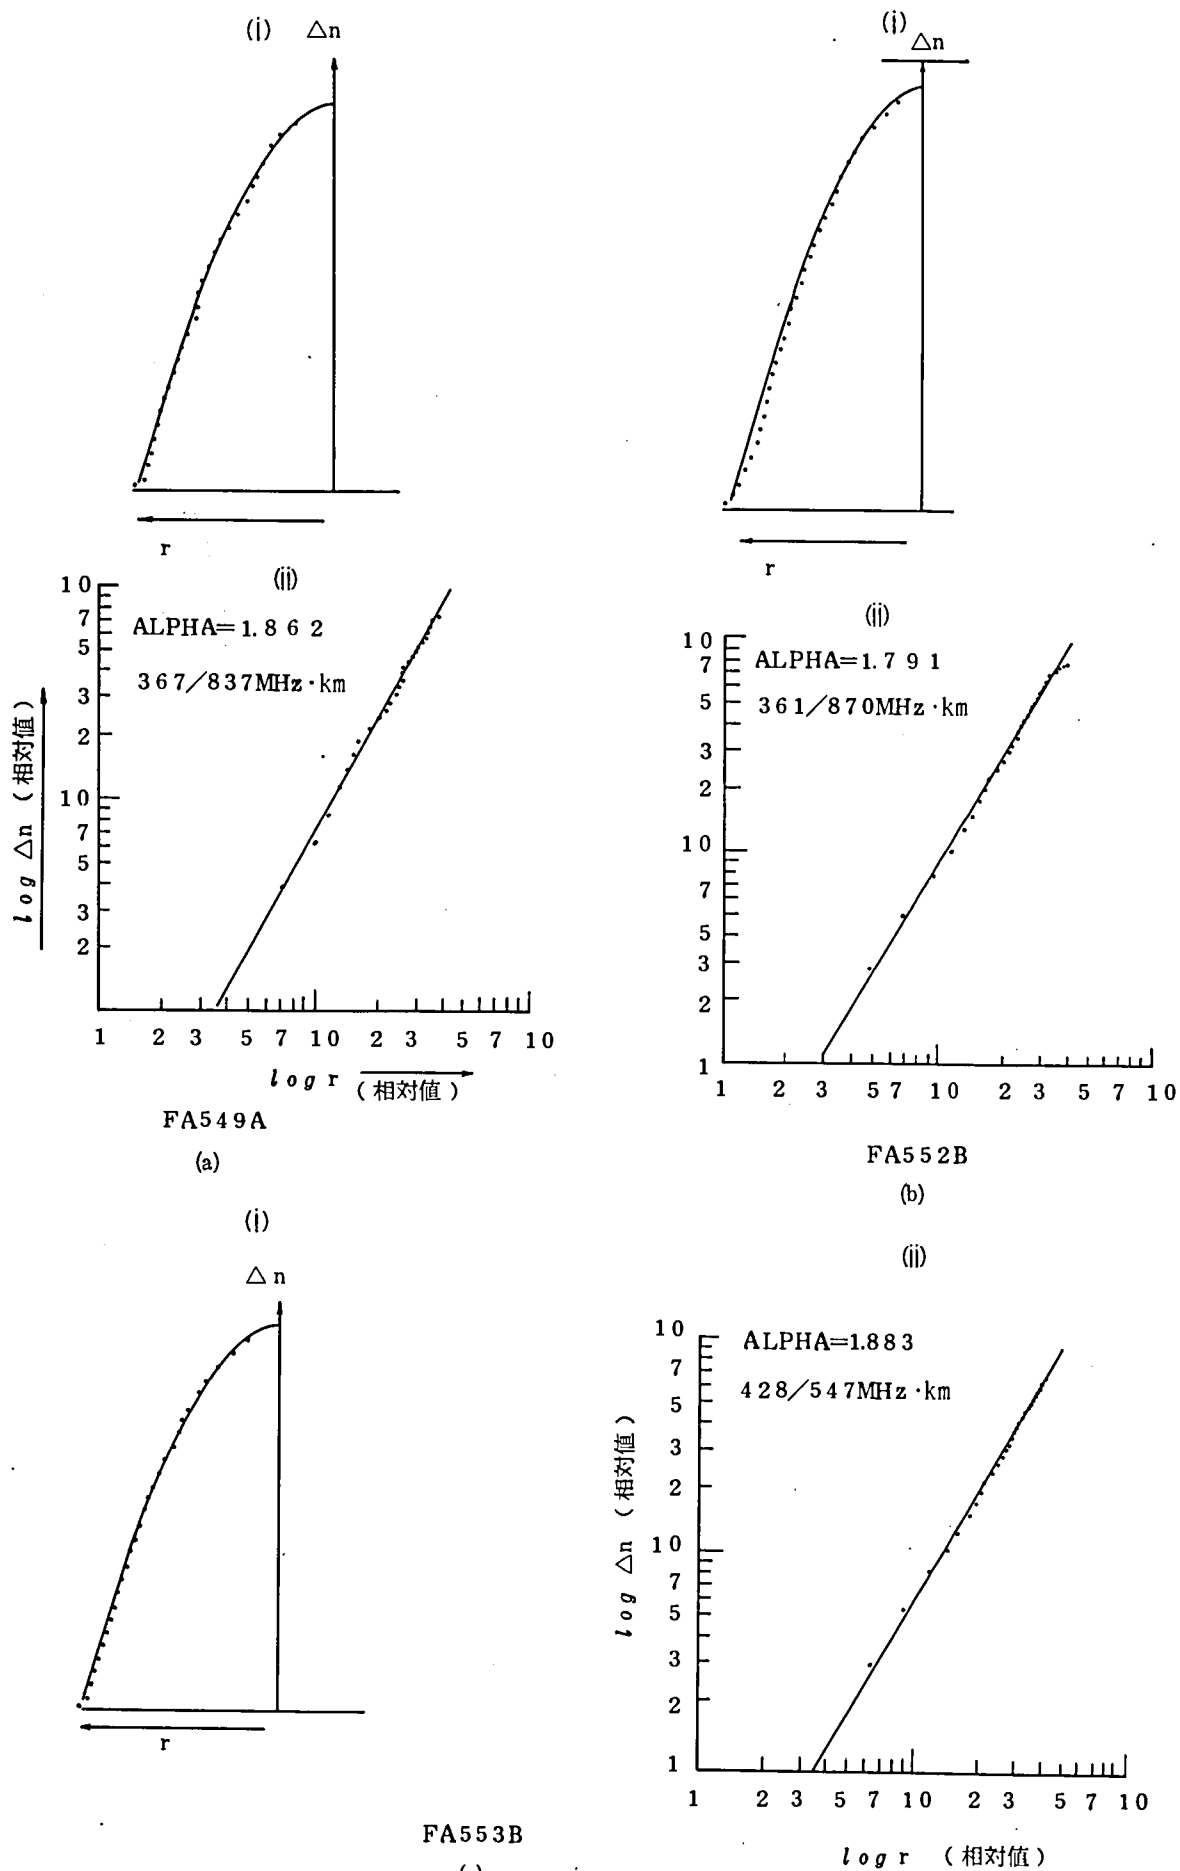 (i) △n
r
(ii)
10
7
5
3
2
10
7
5
3
2
ALPHA=1.862
367/837MHz·km
log △n (相対値)
1 2 3 5 7 10 2 3 5 7 10
log r (相対値)
FA549A
(a)
(i) △n
r
(ii)
10
7
5
3
2
10
7
5
3
2
1
ALPHA=1.791
361/870MHz·km
1 2 3 5 7 10 2 3 5 7 10
FA552B
(b)
(i)
△n
r
(ii)
10
7
5
3
2
10
7
5
3
2
1
ALPHA=1.883
428/547MHz·km
log △n (相対値)
1 2 3 5 7 10 2 3 5 7 10
log r (相対値)
FA553B